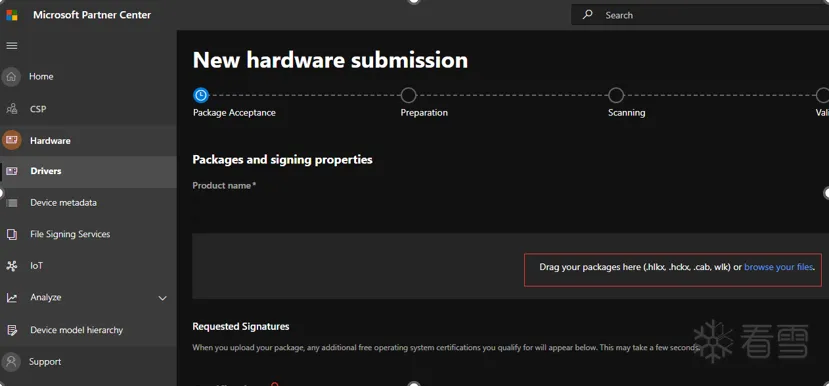 Microsoft Partner Center
Search
Home
CSP
Hardware
Drivers
Device metadata
File Signing Services
IoT
Analyze
Device model hierarchy
Support
New hardware submission
Package Acceptance
Preparation
Scanning
Vali
Packages and signing properties
Product name*
Drag your packages here (.hlkx, .hckx, .cab, wlk) or browse your files.
Requested Signatures
When you upload your package, any additional free operating system certifications you qualify for will appear below. This may take a few seconds.
看雪